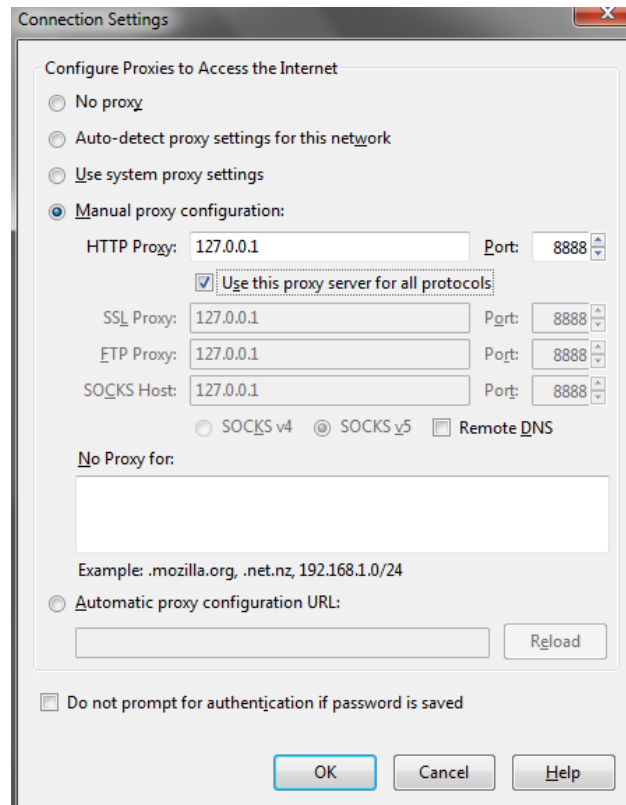 Connection Settings
Configure Proxies to Access the Internet
No proxy
Auto-detect proxy settings for this network
Use system proxy settings
Manual proxy configuration:
HTTP Proxy: 127.0.0.1 Port: 8888
Use this proxy server for all protocols
SSL Proxy: 127.0.0.1 Port: 8888
FTP Proxy: 127.0.0.1 Port: 8888
SOCKS Host: 127.0.0.1 Port: 8888
SOCKS v4 SOCKS v5 Remote DNS
No Proxy for:
Example: .mozilla.org, .net.nz, 192.168.1.0/24
Automatic proxy configuration URL:
Reload
Do not prompt for authentication if password is saved
OK Cancel Help